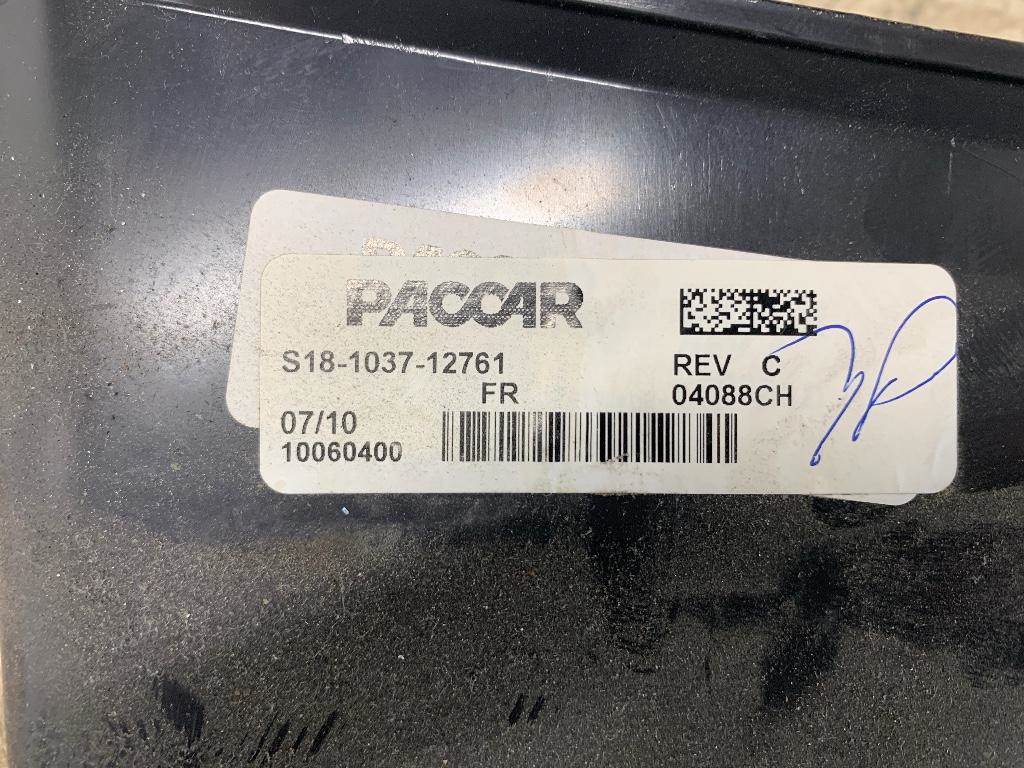 PACCAR
S18-1037-12761
REV C
FR
04088CH
07/10
10060400